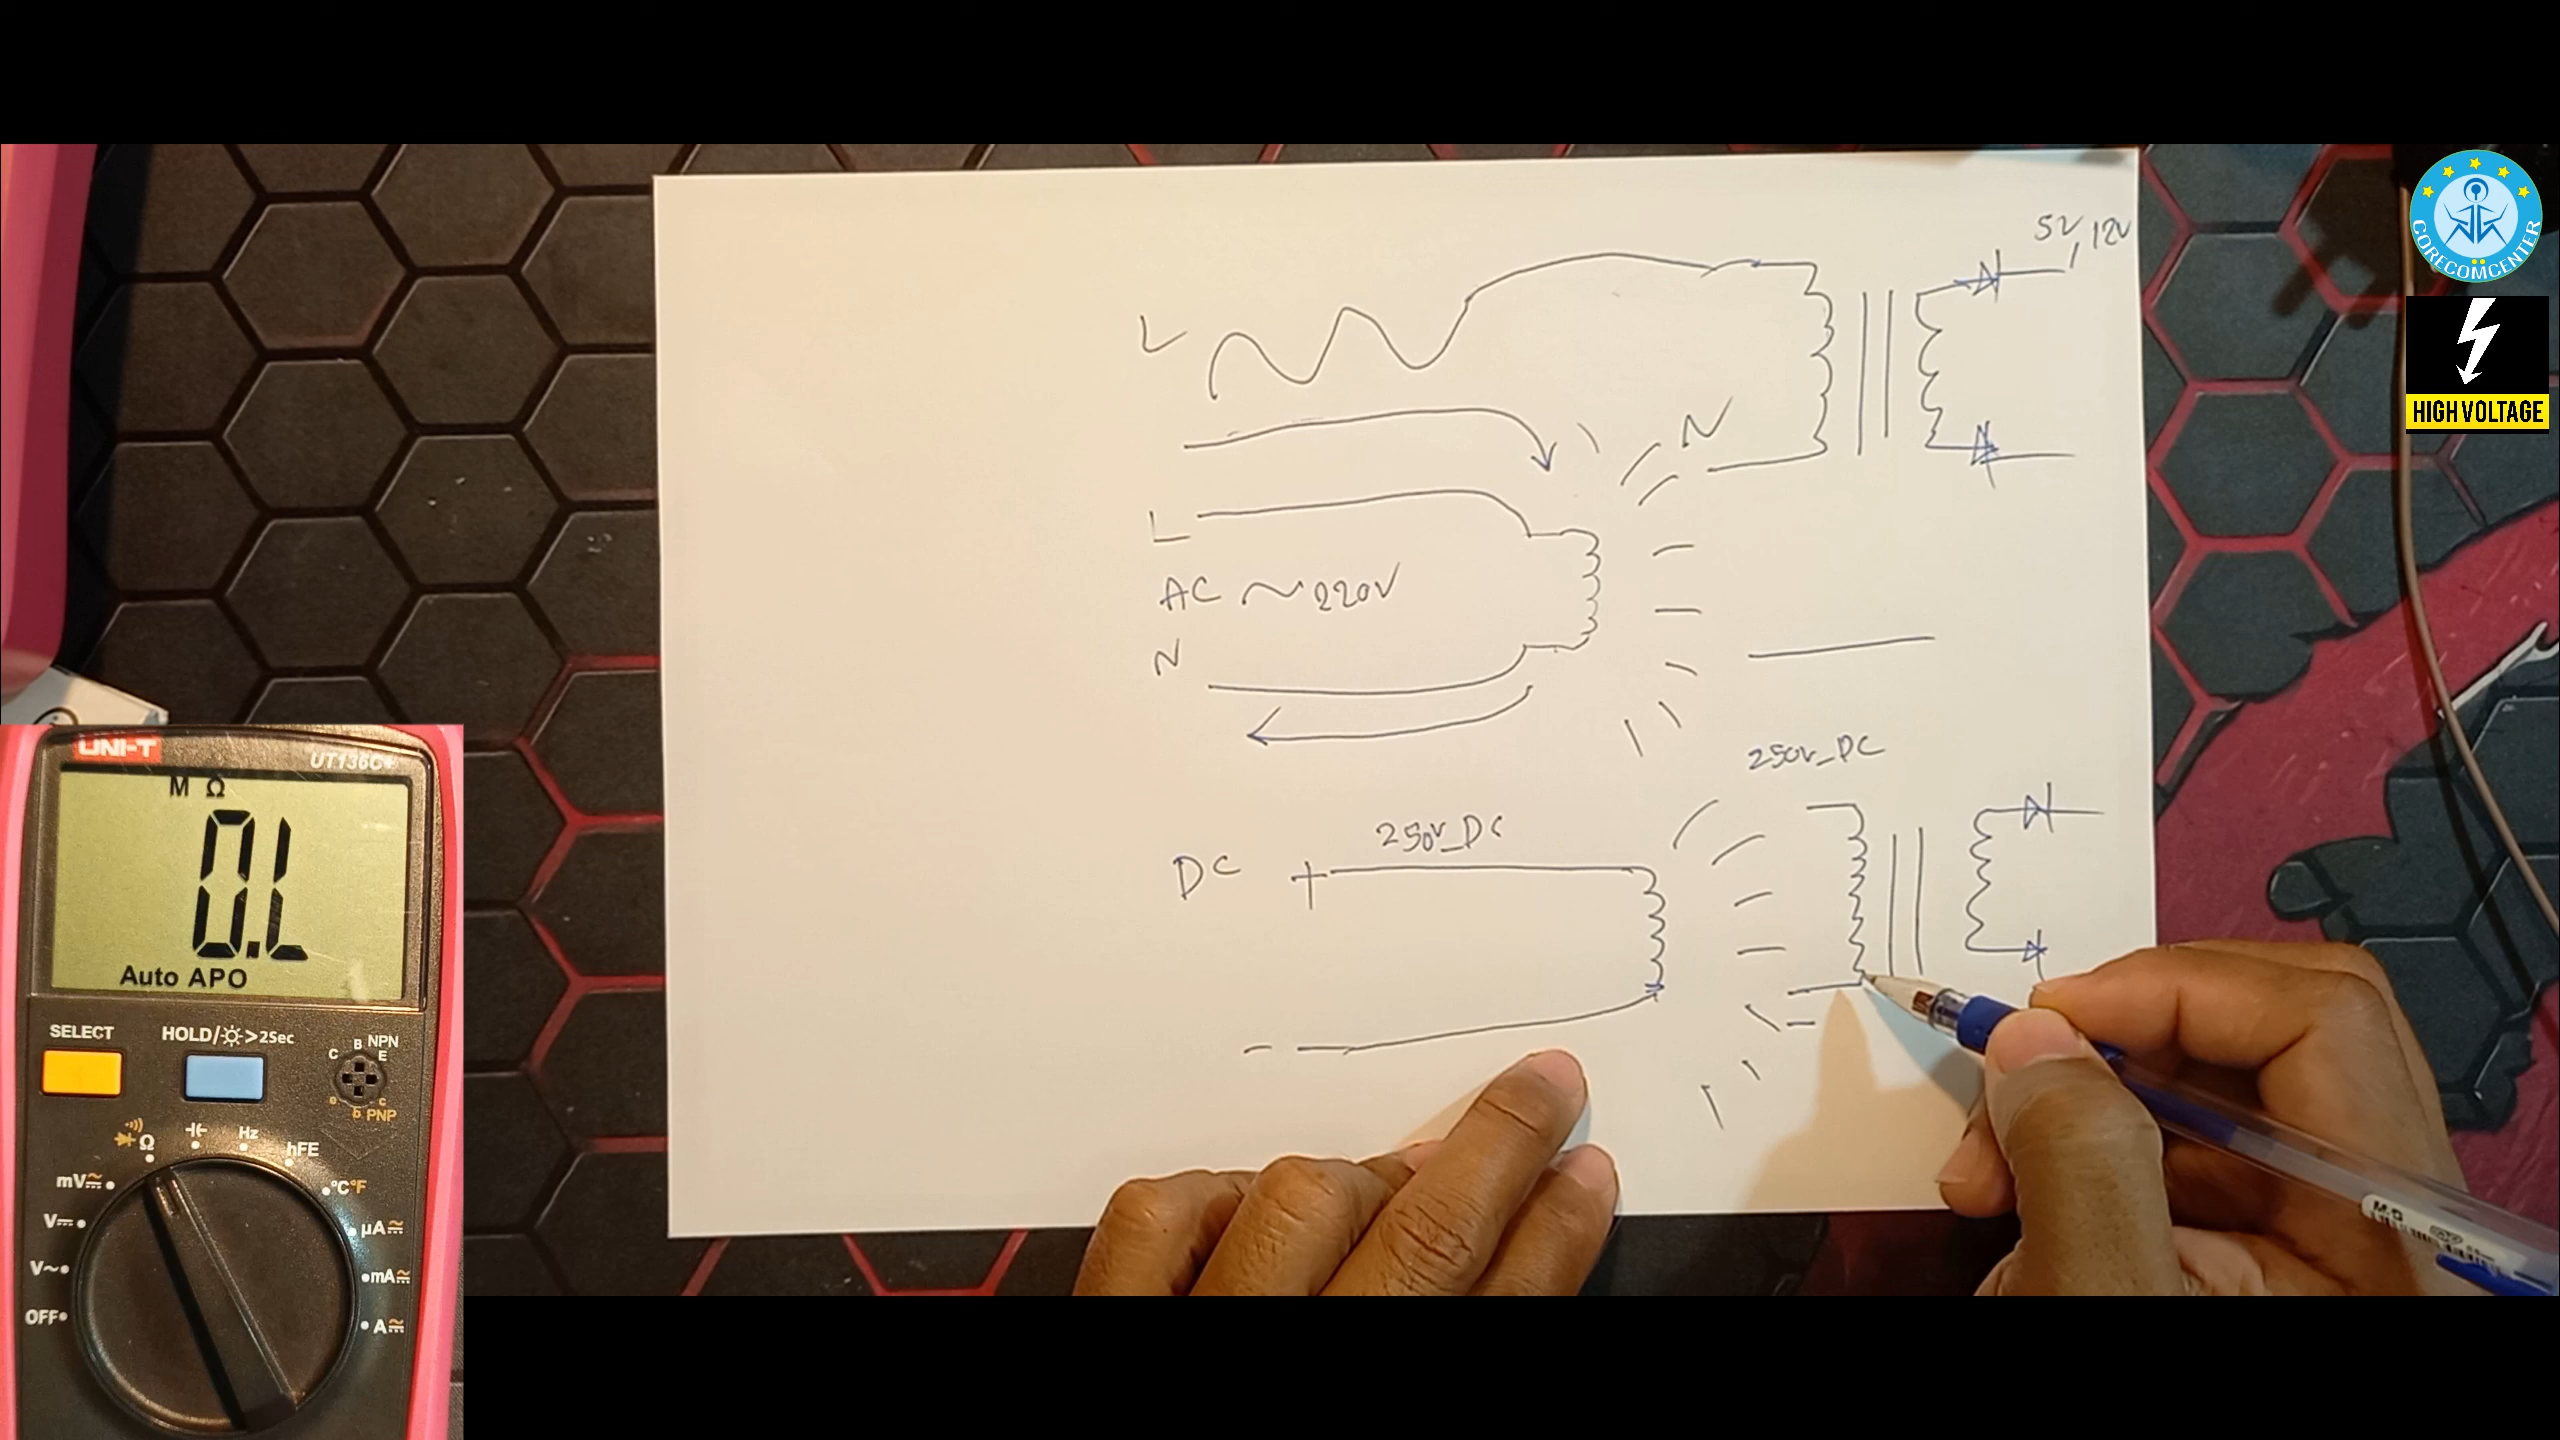 5V, 12V
L
N
L
AC ~ 220V
N
250V_DC
250V_DC
DC +
-
CORECOMCENTER
HIGH VOLTAGE
UNI-T
UT136C+
M Ω
0.L
Auto APO
SELECT
HOLD/ >2Sec
C B NPN E
e b PNP c
Ω
Hz
hFE
mV
°C°F
V
μA
V~
mA
OFF
A
M&G